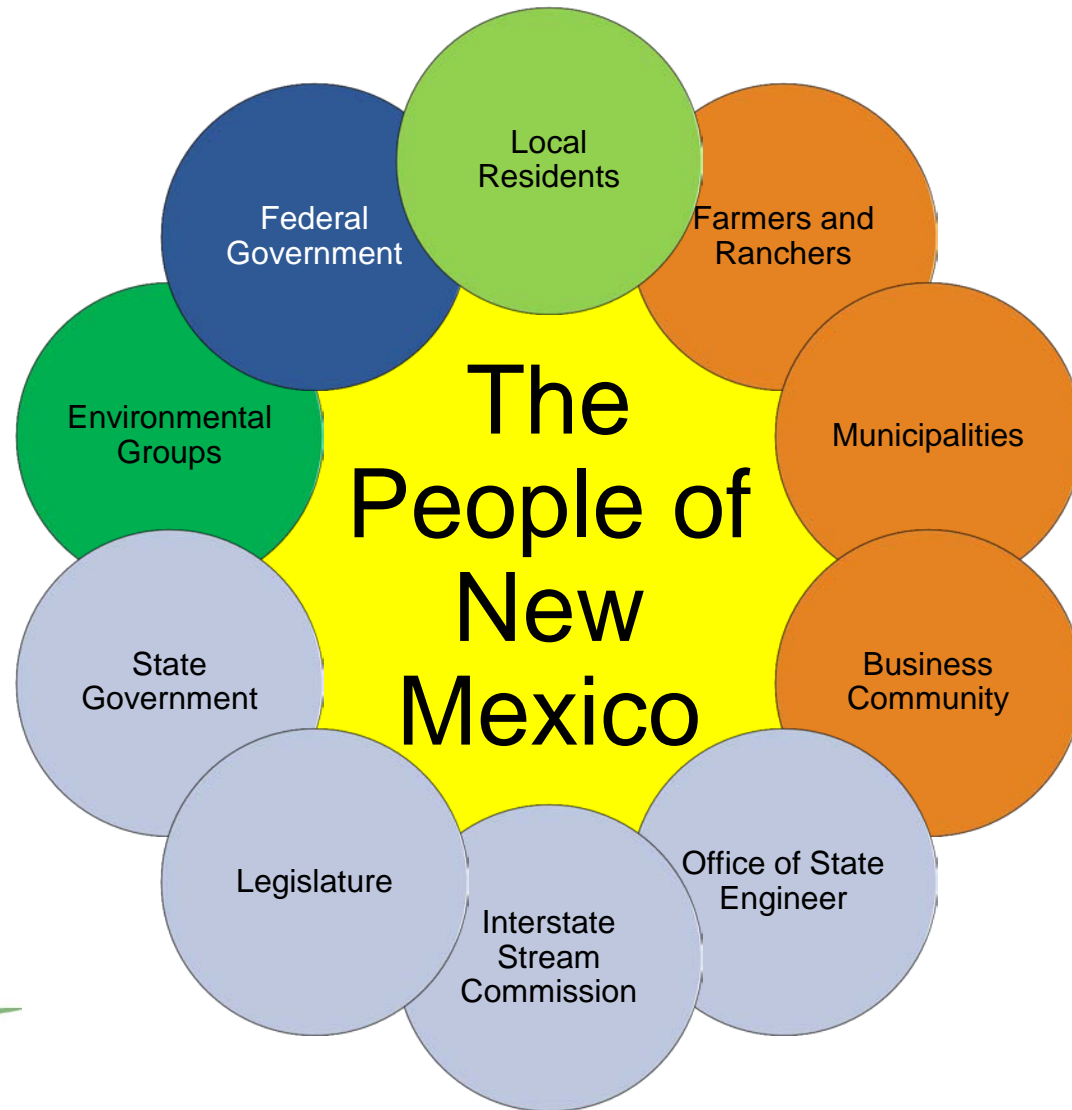 Local
Residents
Farmers and
Ranchers
Municipalities
Business
Community
Office of State
Engineer
Interstate
Stream
Commission
Legislature
State
Government
Environmental
Groups
Federal
Government
The
People of
New
Mexico